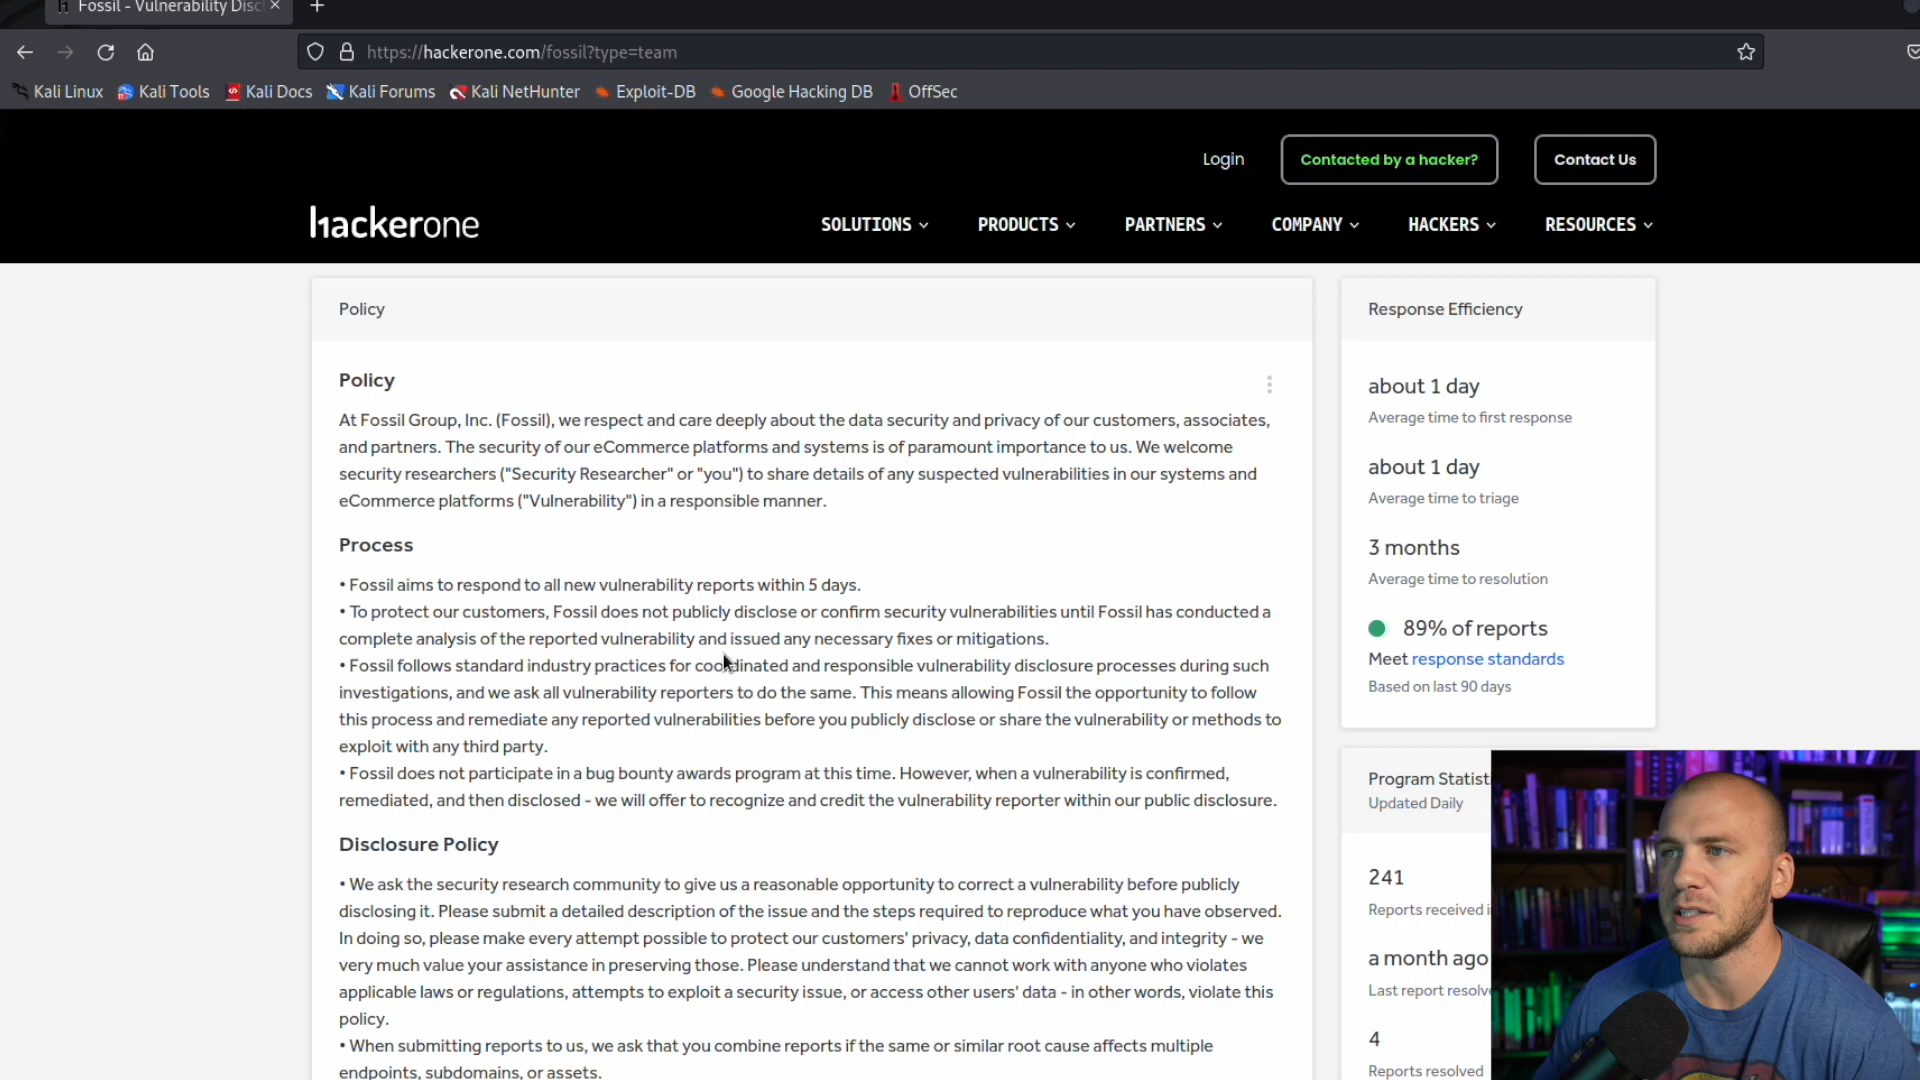 Fossil - Vulnerability Discl
https://hackerone.com/fossil?type=team
Kali Linux Kali Tools Kali Docs Kali Forums Kali NetHunter Exploit-DB Google Hacking DB OffSec
Login Contacted by a hacker? Contact Us
hackerone SOLUTIONS PRODUCTS PARTNERS COMPANY HACKERS RESOURCES
Policy
Policy
At Fossil Group, Inc. (Fossil), we respect and care deeply about the data security and privacy of our customers, associates,
and partners. The security of our eCommerce platforms and systems is of paramount importance to us. We welcome
security researchers ("Security Researcher" or "you") to share details of any suspected vulnerabilities in our systems and
eCommerce platforms ("Vulnerability") in a responsible manner.
Process
• Fossil aims to respond to all new vulnerability reports within 5 days.
• To protect our customers, Fossil does not publicly disclose or confirm security vulnerabilities until Fossil has conducted a
complete analysis of the reported vulnerability and issued any necessary fixes or mitigations.
• Fossil follows standard industry practices for coordinated and responsible vulnerability disclosure processes during such
investigations, and we ask all vulnerability reporters to do the same. This means allowing Fossil the opportunity to follow
this process and remediate any reported vulnerabilities before you publicly disclose or share the vulnerability or methods to
exploit with any third party.
• Fossil does not participate in a bug bounty awards program at this time. However, when a vulnerability is confirmed,
remediated, and then disclosed - we will offer to recognize and credit the vulnerability reporter within our public disclosure.
Disclosure Policy
• We ask the security research community to give us a reasonable opportunity to correct a vulnerability before publicly
disclosing it. Please submit a detailed description of the issue and the steps required to reproduce what you have observed.
In doing so, please make every attempt possible to protect our customers' privacy, data confidentiality, and integrity - we
very much value your assistance in preserving those. Please understand that we cannot work with anyone who violates
applicable laws or regulations, attempts to exploit a security issue, or access other users' data - in other words, violate this
policy.
• When submitting reports to us, we ask that you combine reports if the same or similar root cause affects multiple
endpoints, subdomains, or assets.
Response Efficiency
about 1 day
Average time to first response
about 1 day
Average time to triage
3 months
Average time to resolution
89% of reports
Meet response standards
Based on last 90 days
Program Statist
Updated Daily
241
Reports received
a month ago
Last report resolv
4
Reports resolved